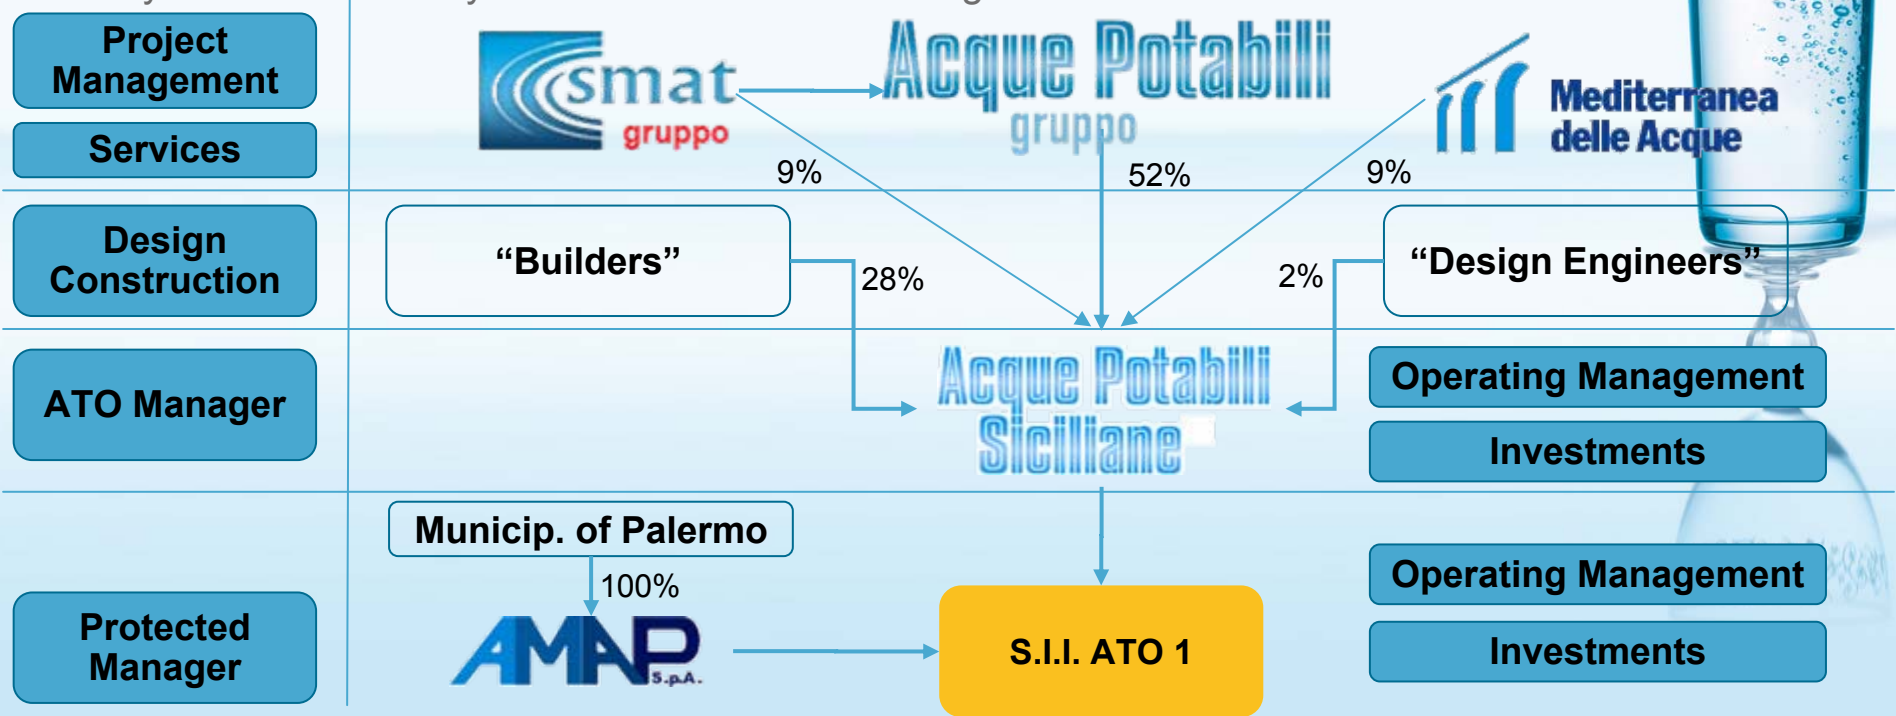 Project
Management
Services
smat
gruppo
Acque Potabili
gruppo
Mediterranea
delle Acque
9%
52%
9%
Design
Construction
“Builders”
28%
2%
“Design Engineers”
ATO Manager
Acque Potabili
Siciliane
Operating Management
Investments
Municip. of Palermo
100%
Protected
Manager
AMAP
S.p.A.
S.I.I. ATO 1
Operating Management
Investments